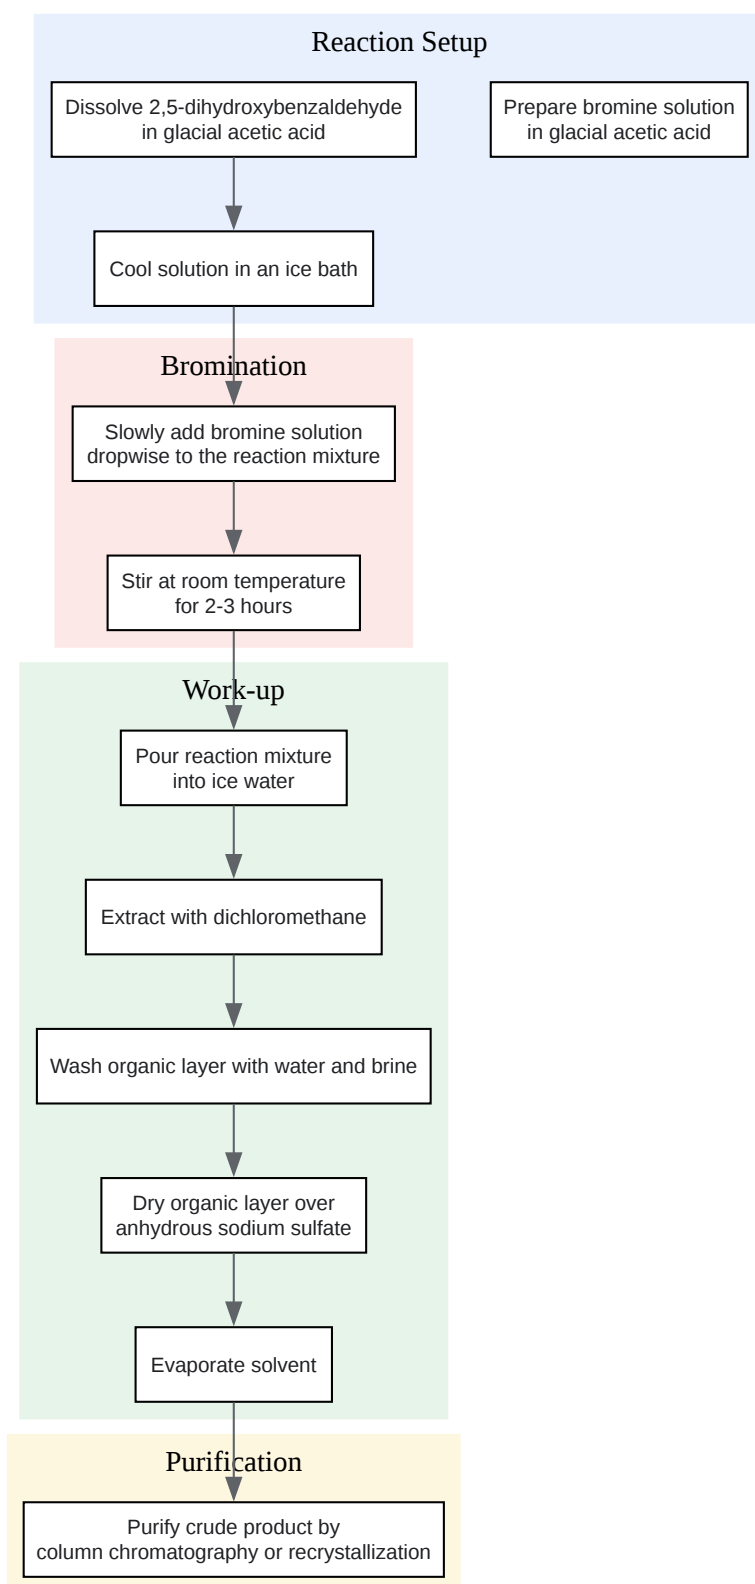 Reaction Setup
Dissolve 2,5-dihydroxybenzaldehyde
in glacial acetic acid
Prepare bromine solution
in glacial acetic acid
Cool solution in an ice bath
Bromination
Slowly add bromine solution
dropwise to the reaction mixture
Stir at room temperature
for 2-3 hours
Work-up
Pour reaction mixture
into ice water
Extract with dichloromethane
Wash organic layer with water and brine
Dry organic layer over
anhydrous sodium sulfate
Evaporate solvent
Purification
Purify crude product by
column chromatography or recrystallization